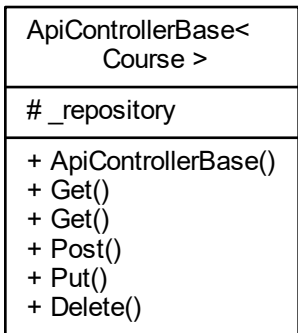 ApiControllerBase<
Course >
# _repository
+ ApiControllerBase()
+ Get()
+ Get()
+ Post()
+ Put()
+ Delete()